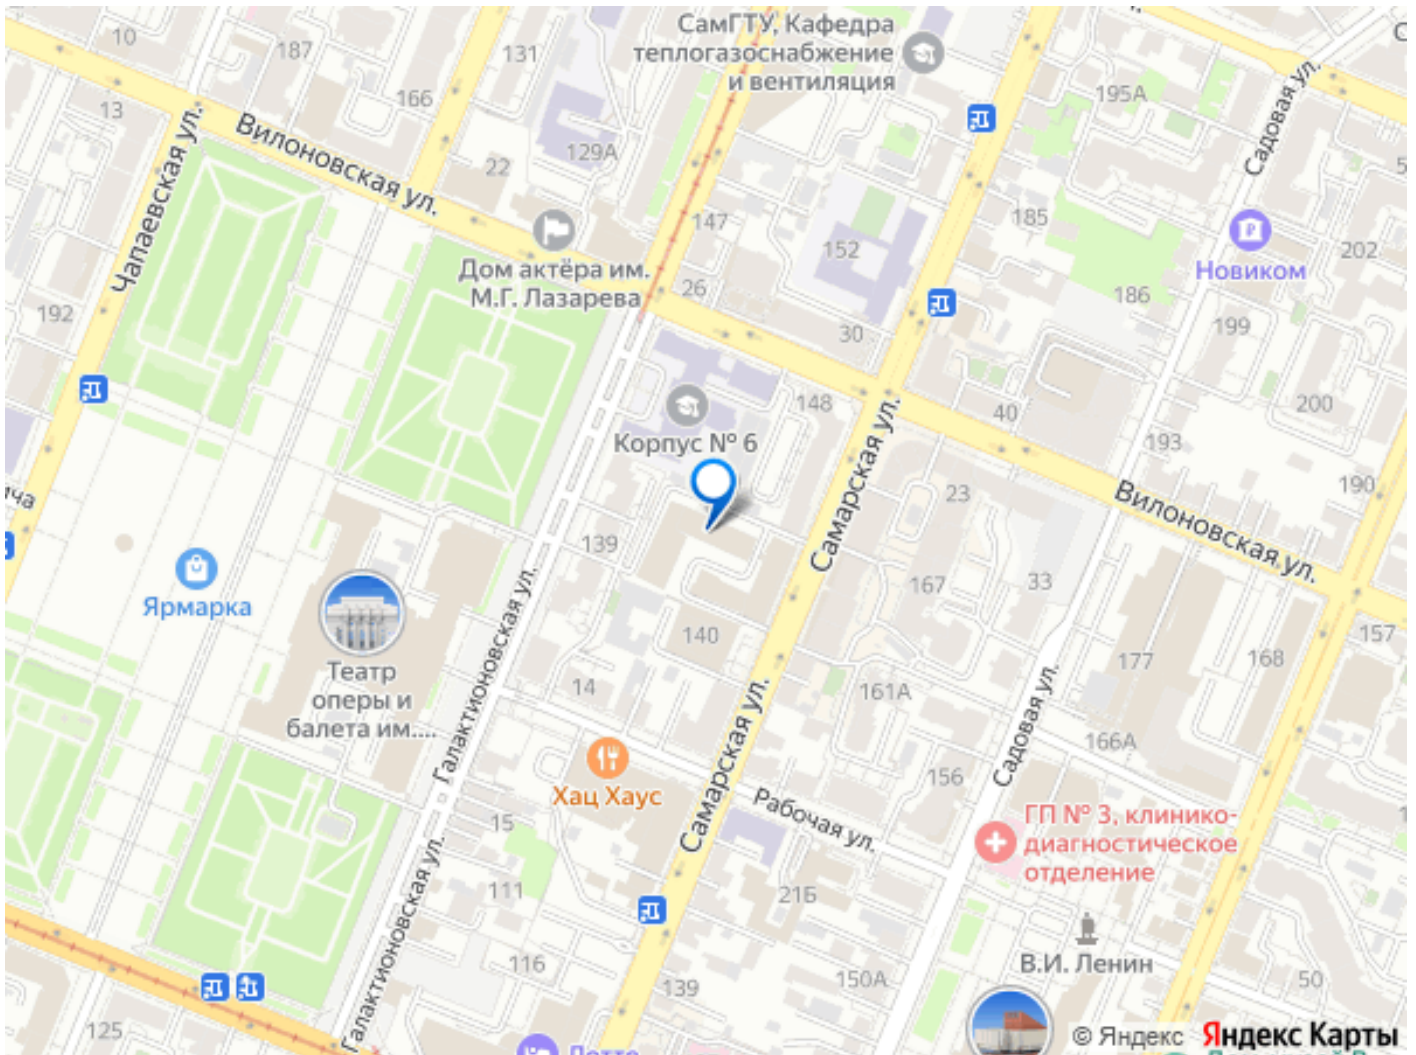 10
187
131
СамГТУ, Кафедра
теплогазоснабжение
и вентиляция
Садовая ул.
195А
166
13
Вилоновская ул.
129А
22
Чапаевская ул.
147
185
152
Дом актёра им.
М.Г. Лазарева
26
Новиком
202
186
192
30
199
148
40
200
Корпус № 6
193
Самарская ул.
190
23
Вилоновская ул.
ича
139
Ярмарка
167
33
Галактионовская ул.
140
157
Театр
оперы и
балета им....
14
161А
177
168
Самарская ул.
Садовая ул.
166А
Хац Хаус
156
Рабочая ул.
15
ГП № 3, клинико-
диагностическое
отделение
111
21Б
Галактионовская ул.
116
139
150А
В.И. Ленин
50
125
© Яндекс Яндекс Карты